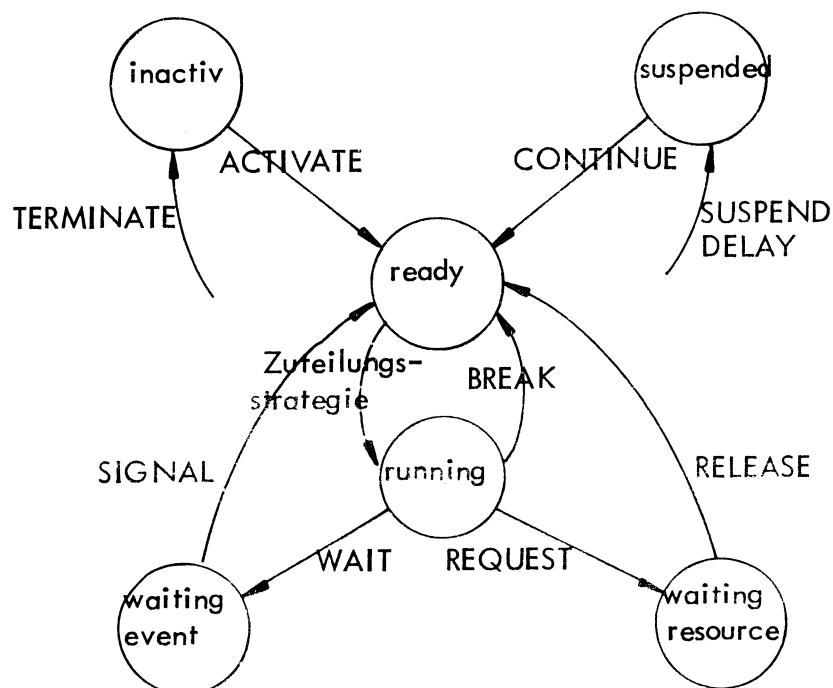 inactiv
suspended
ACTIVATE
CONTINUE
TERMINATE
SUSPEND
DELAY
ready
Zuteilungs-
strategie
BREAK
SIGNAL
running
RELEASE
WAIT
REQUEST
waiting
event
waiting
resource